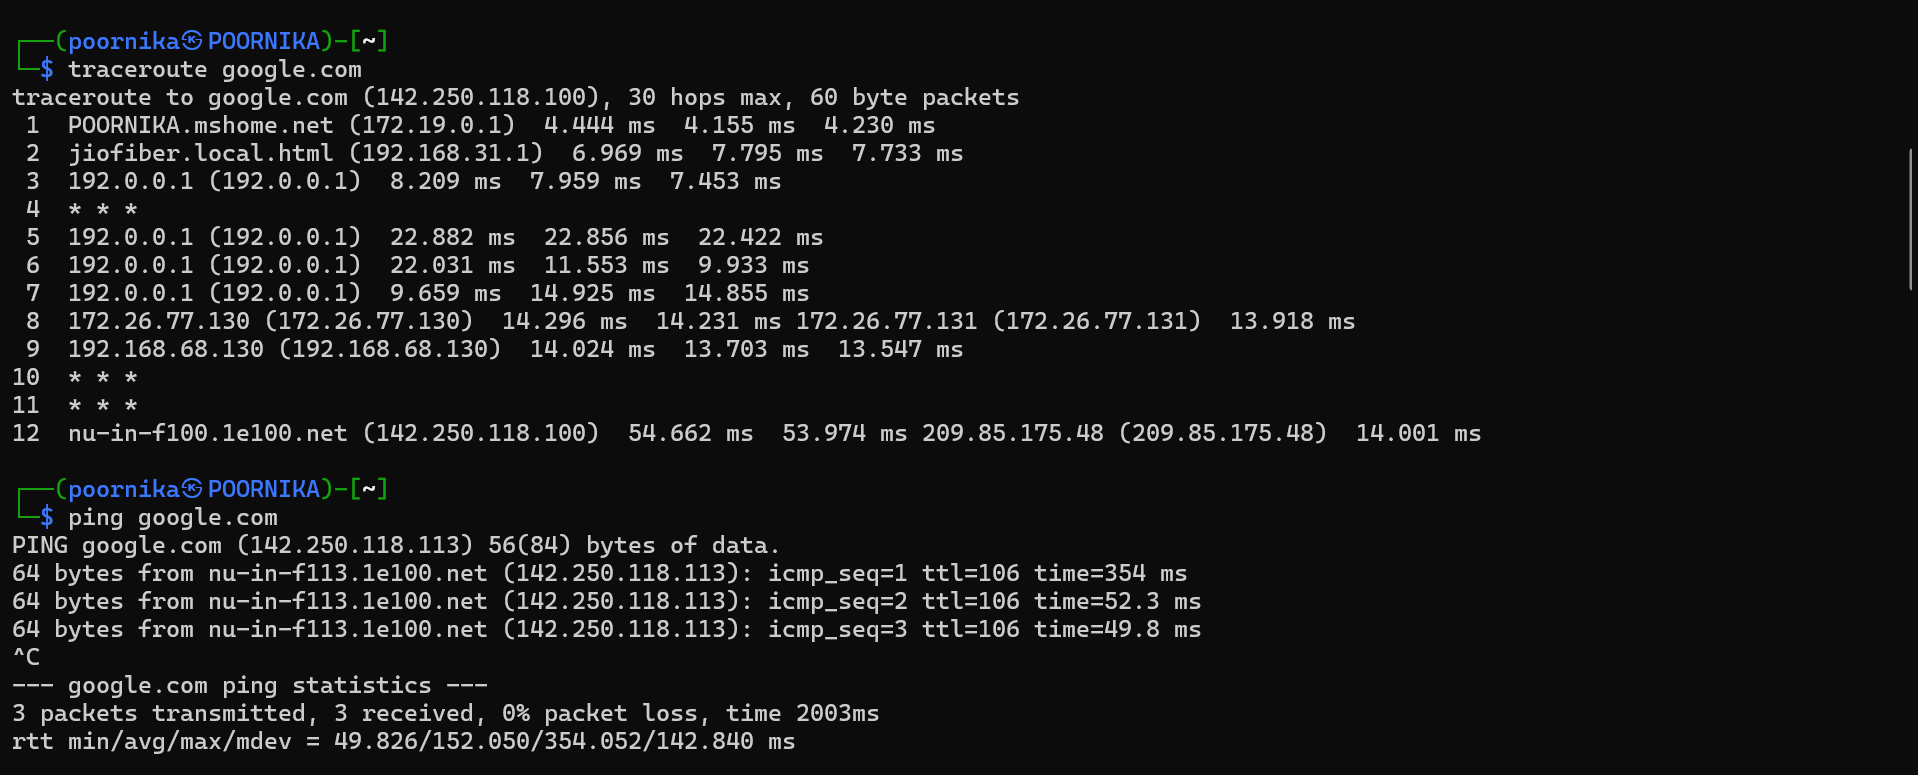 ┌──(poornika㉿POORNIKA)-[~]
└─$ traceroute google.com
traceroute to google.com (142.250.118.100), 30 hops max, 60 byte packets
 1  POORNIKA.mshome.net (172.19.0.1)  4.444 ms  4.155 ms  4.230 ms
 2  jiofiber.local.html (192.168.31.1)  6.969 ms  7.795 ms  7.733 ms
 3  192.0.0.1 (192.0.0.1)  8.209 ms  7.959 ms  7.453 ms
 4  * * *
 5  192.0.0.1 (192.0.0.1)  22.882 ms  22.856 ms  22.422 ms
 6  192.0.0.1 (192.0.0.1)  22.031 ms  11.553 ms  9.933 ms
 7  192.0.0.1 (192.0.0.1)  9.659 ms  14.925 ms  14.855 ms
 8  172.26.77.130 (172.26.77.130)  14.296 ms  14.231 ms 172.26.77.131 (172.26.77.131)  13.918 ms
 9  192.168.68.130 (192.168.68.130)  14.024 ms  13.703 ms  13.547 ms
10  * * *
11  * * *
12  nu-in-f100.1e100.net (142.250.118.100)  54.662 ms  53.974 ms 209.85.175.48 (209.85.175.48)  14.001 ms
┌──(poornika㉿POORNIKA)-[~]
└─$ ping google.com
PING google.com (142.250.118.113) 56(84) bytes of data.
64 bytes from nu-in-f113.1e100.net (142.250.118.113): icmp_seq=1 ttl=106 time=354 ms
64 bytes from nu-in-f113.1e100.net (142.250.118.113): icmp_seq=2 ttl=106 time=52.3 ms
64 bytes from nu-in-f113.1e100.net (142.250.118.113): icmp_seq=3 ttl=106 time=49.8 ms
^C
--- google.com ping statistics ---
3 packets transmitted, 3 received, 0% packet loss, time 2003ms
rtt min/avg/max/mdev = 49.826/152.050/354.052/142.840 ms